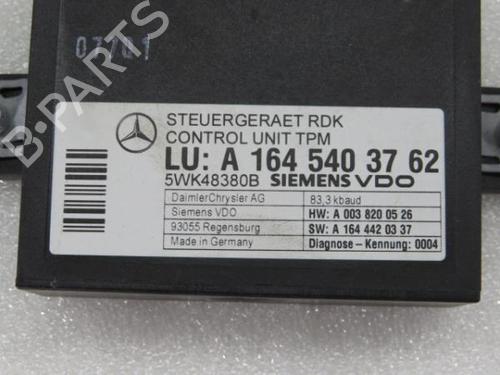 07701
STEUERGERAET RDK
CONTROL UNIT TPM
LU: A 164 540 37 62
5WK48380B SIEMENS VDO
DaimlerChrysler AG 83,3 kbaud
Siemens VDO HW: A 003 820 05 26
93055 Regensburg SW: A 164 442 03 37
Made in Germany Diagnose - Kennung: 0004